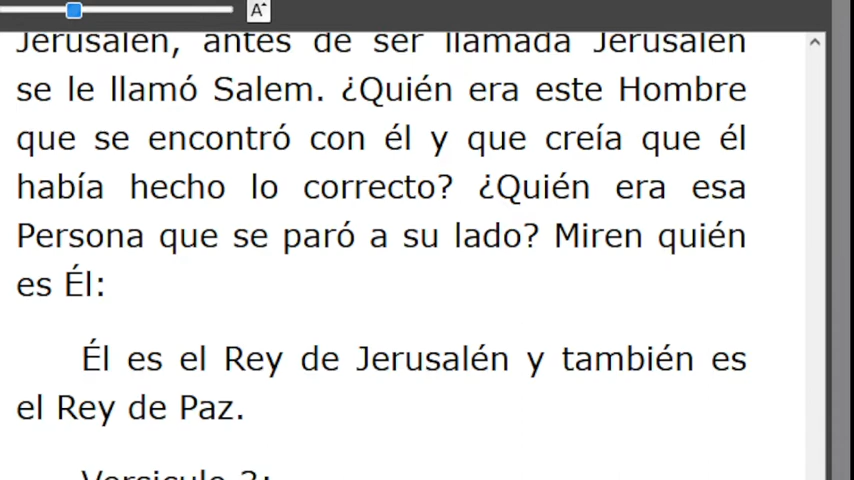 A
Jerusalén, antes de ser llamada Jerusalén
se le llamó Salem. ¿Quién era este Hombre
que se encontró con él y que creía que él
había hecho lo correcto? ¿Quién era esa
Persona que se paró a su lado? Miren quién
es Él:
Él es el Rey de Jerusalén y también es
el Rey de Paz.
Versiculo 3: